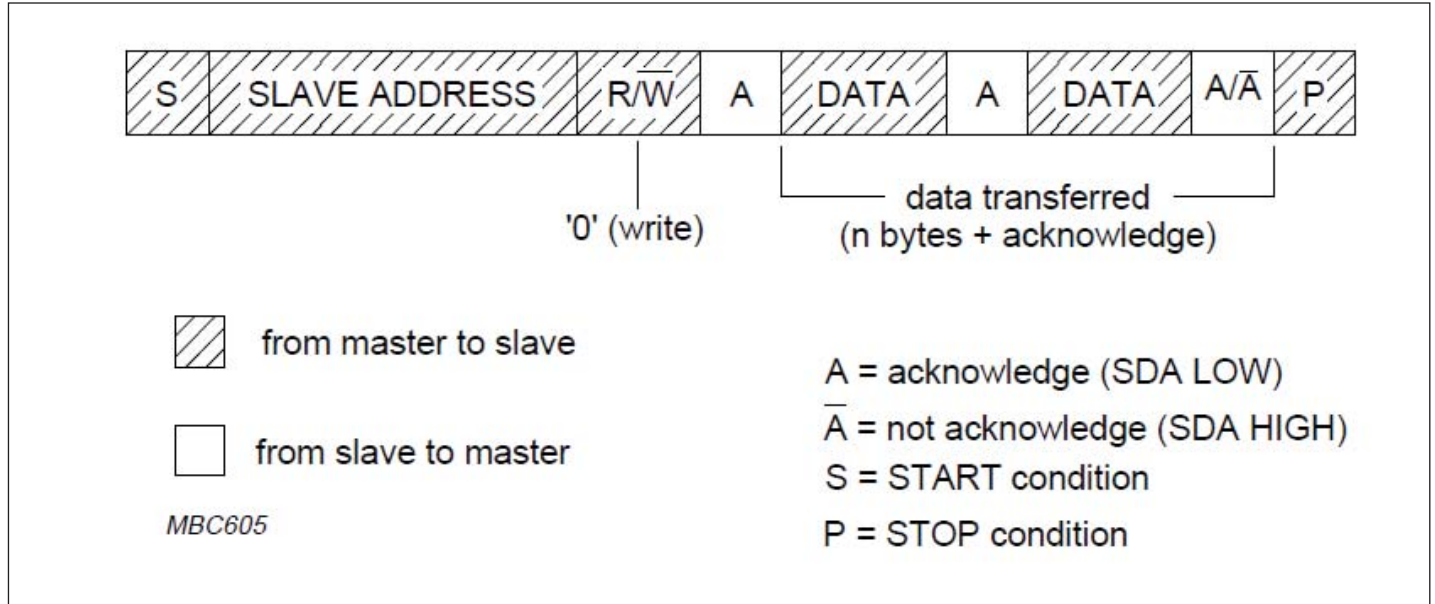 S SLAVE ADDRESS R/W̅ A DATA A DATA A/A̅ P
'0' (write)
data transferred
(n bytes + acknowledge)
from master to slave
from slave to master
MBC605
A = acknowledge (SDA LOW)
A̅ = not acknowledge (SDA HIGH)
S = START condition
P = STOP condition